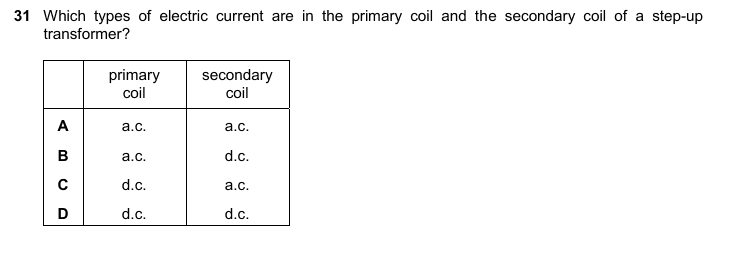 31 Which types of electric current are in the primary coil and the secondary coil of a step-up
transformer?
primary coil secondary coil
A a.c. a.c.
B a.c. d.c.
C d.c. a.c.
D d.c. d.c.